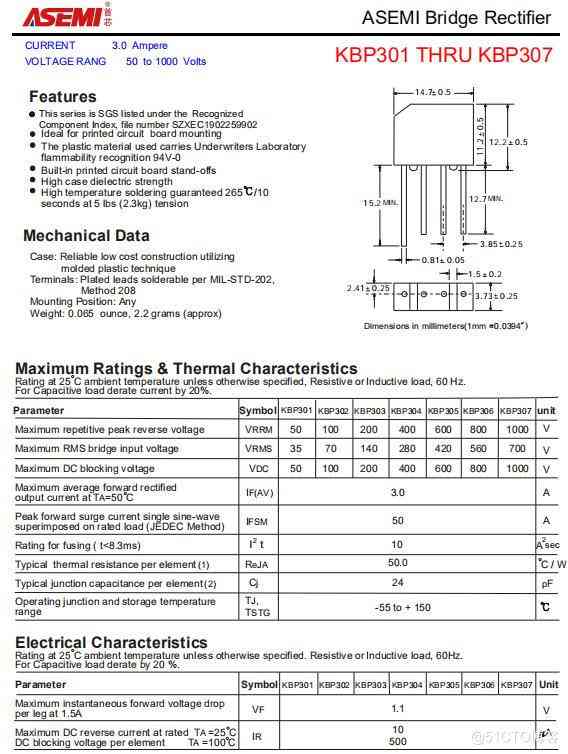 ASEMI 首芯
ASEMI Bridge Rectifier
CURRENT 3.0 Ampere
VOLTAGE RANG 50 to 1000 Volts
KBP301 THRU KBP307
Features
This series is SGS listed under the Recognized
Component Index, file number SZXEC1902259902
Ideal for printed circuit board mounting
The plastic material used carries Underwriters Laboratory
flammability recognition 94V-0
Built-in printed circuit board stand-offs
High case dielectric strength
High temperature soldering guaranteed 265℃/10
seconds at 5 lbs (2.3kg) tension
14.7±0.5
11.2±0.5
12.2±0.5
15.2 MIN.
12.7MIN.
3.85±0.25
0.81±0.05
1.5±0.2
2.41±0.25
3.73±0.25
Dimensions in millimeters(1mm =0.0394")
Mechanical Data
Case: Reliable low cost construction utilizing
molded plastic technique
Terminals: Plated leads solderable per MIL-STD-202,
Method 208
Mounting Position: Any
Weight: 0.065 ounce, 2.2 grams (approx)
Maximum Ratings & Thermal Characteristics
Rating at 25℃ ambient temperature unless otherwise specified, Resistive or Inductive load, 60 Hz.
For Capacitive load derate current by 20%.
Parameter Symbol KBP301 KBP302 KBP303 KBP304 KBP305 KBP306 KBP307 unit
Maximum repetitive peak reverse voltage VRRM 50 100 200 400 600 800 1000 V
Maximum RMS bridge input voltage VRMS 35 70 140 280 420 560 700 V
Maximum DC blocking voltage VDC 50 100 200 400 600 800 1000 V
Maximum average forward rectified
output current at TA=50℃ IF(AV) 3.0 A
Peak forward surge current single sine-wave
superimposed on rated load (JEDEC Method) IFSM 50 A
Rating for fusing ( t<8.3ms) I² t 10 A²sec
Typical thermal resistance per element (1) ReJA 50.0 ℃ / W
Typical junction capacitance per element (2) Cj 24 pF
Operating junction and storage temperature
range TJ, TSTG -55 to + 150 ℃
Electrical Characteristics
Rating at 25℃ ambient temperature unless otherwise specified. Resistive or Inductive load, 60Hz.
For Capacitive load derate by 20 %.
Parameter Symbol KBP301 KBP302 KBP303 KBP304 KBP305 KBP306 KBP307 Unit
Maximum instantaneous forward voltage drop
per leg at 1.5A VF 1.1 V
Maximum DC reverse current at rated TA =25℃ 10
DC blocking voltage per element TA =100℃ IR 500